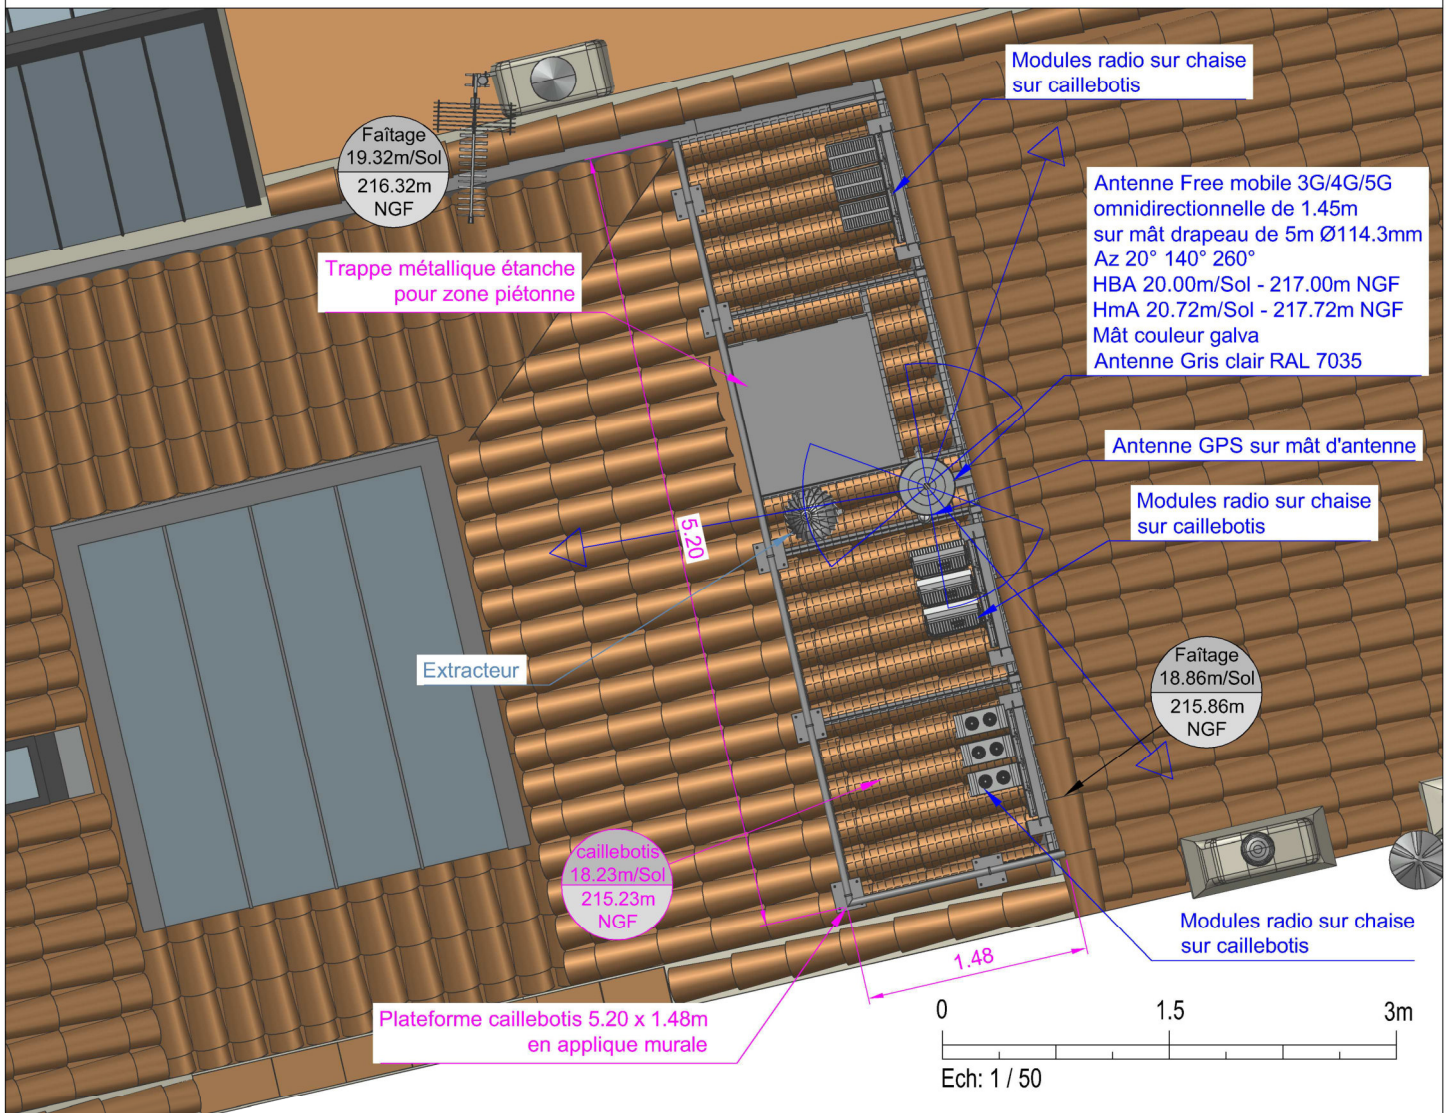 Modules radio sur chaise
sur caillebotis
Faîtage
19.32m/Sol
216.32m
NGF
Antenne Free mobile 3G/4G/5G
omnidirectionnelle de 1.45m
sur mât drapeau de 5m Ø114.3mm
Az 20° 140° 260°
HBA 20.00m/Sol - 217.00m NGF
HmA 20.72m/Sol - 217.72m NGF
Mât couleur galva
Antenne Gris clair RAL 7035
Trappe métallique étanche
pour zone piétonne
Antenne GPS sur mât d'antenne
Modules radio sur chaise
sur caillebotis
5.20
Extracteur
Faîtage
18.86m/Sol
215.86m
NGF
caillebotis
18.23m/Sol
215.23m
NGF
Modules radio sur chaise
sur caillebotis
1.48
Plateforme caillebotis 5.20 x 1.48m
en applique murale
0 1.5 3m
Ech: 1 / 50